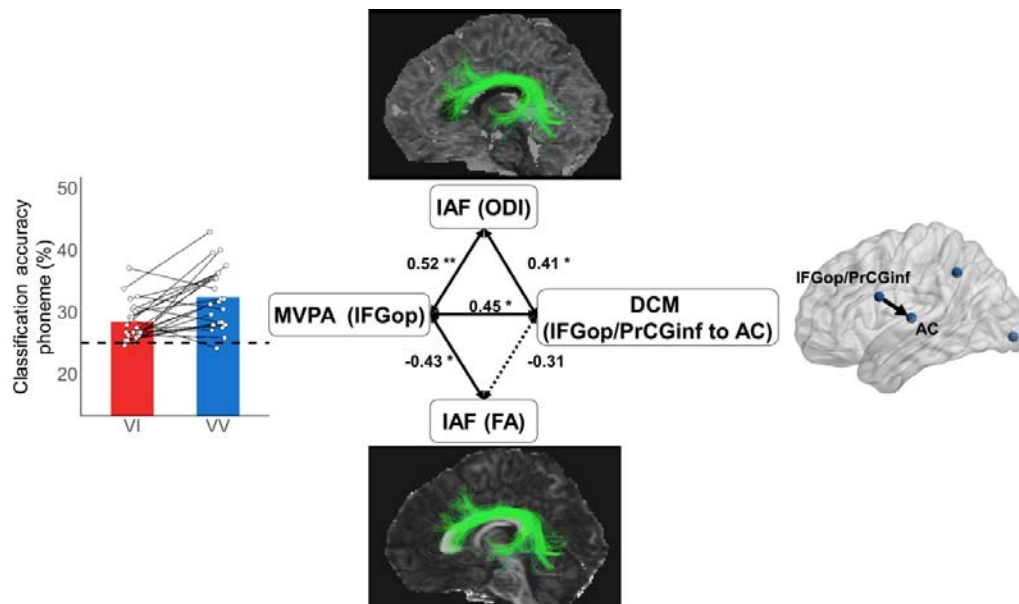 Classification accuracy
phoneme (%)
50
40
30
20
VI
VV
IAF (ODI)
0.52 **
0.41 *
MVPA (IFGop)
0.45 *
DCM
(IFGop/PrCGinf to AC)
-0.43 *
-0.31
IAF (FA)
IFGop/PrCGinf
AC